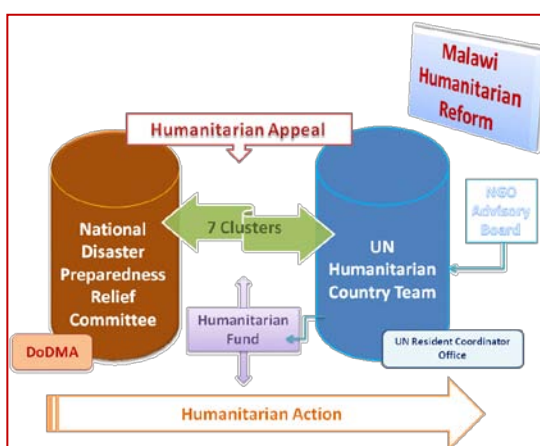 Malawi
Humanitarian
Reform
Humanitarian Appeal
National
Disaster
Preparedness
Relief
Committee
7 Clusters
UN
Humanitarian
Country Team
NGO
Advisory
Board
Humanitarian
Fund
DoDMA
UN Resident Coordinator
Office
Humanitarian Action